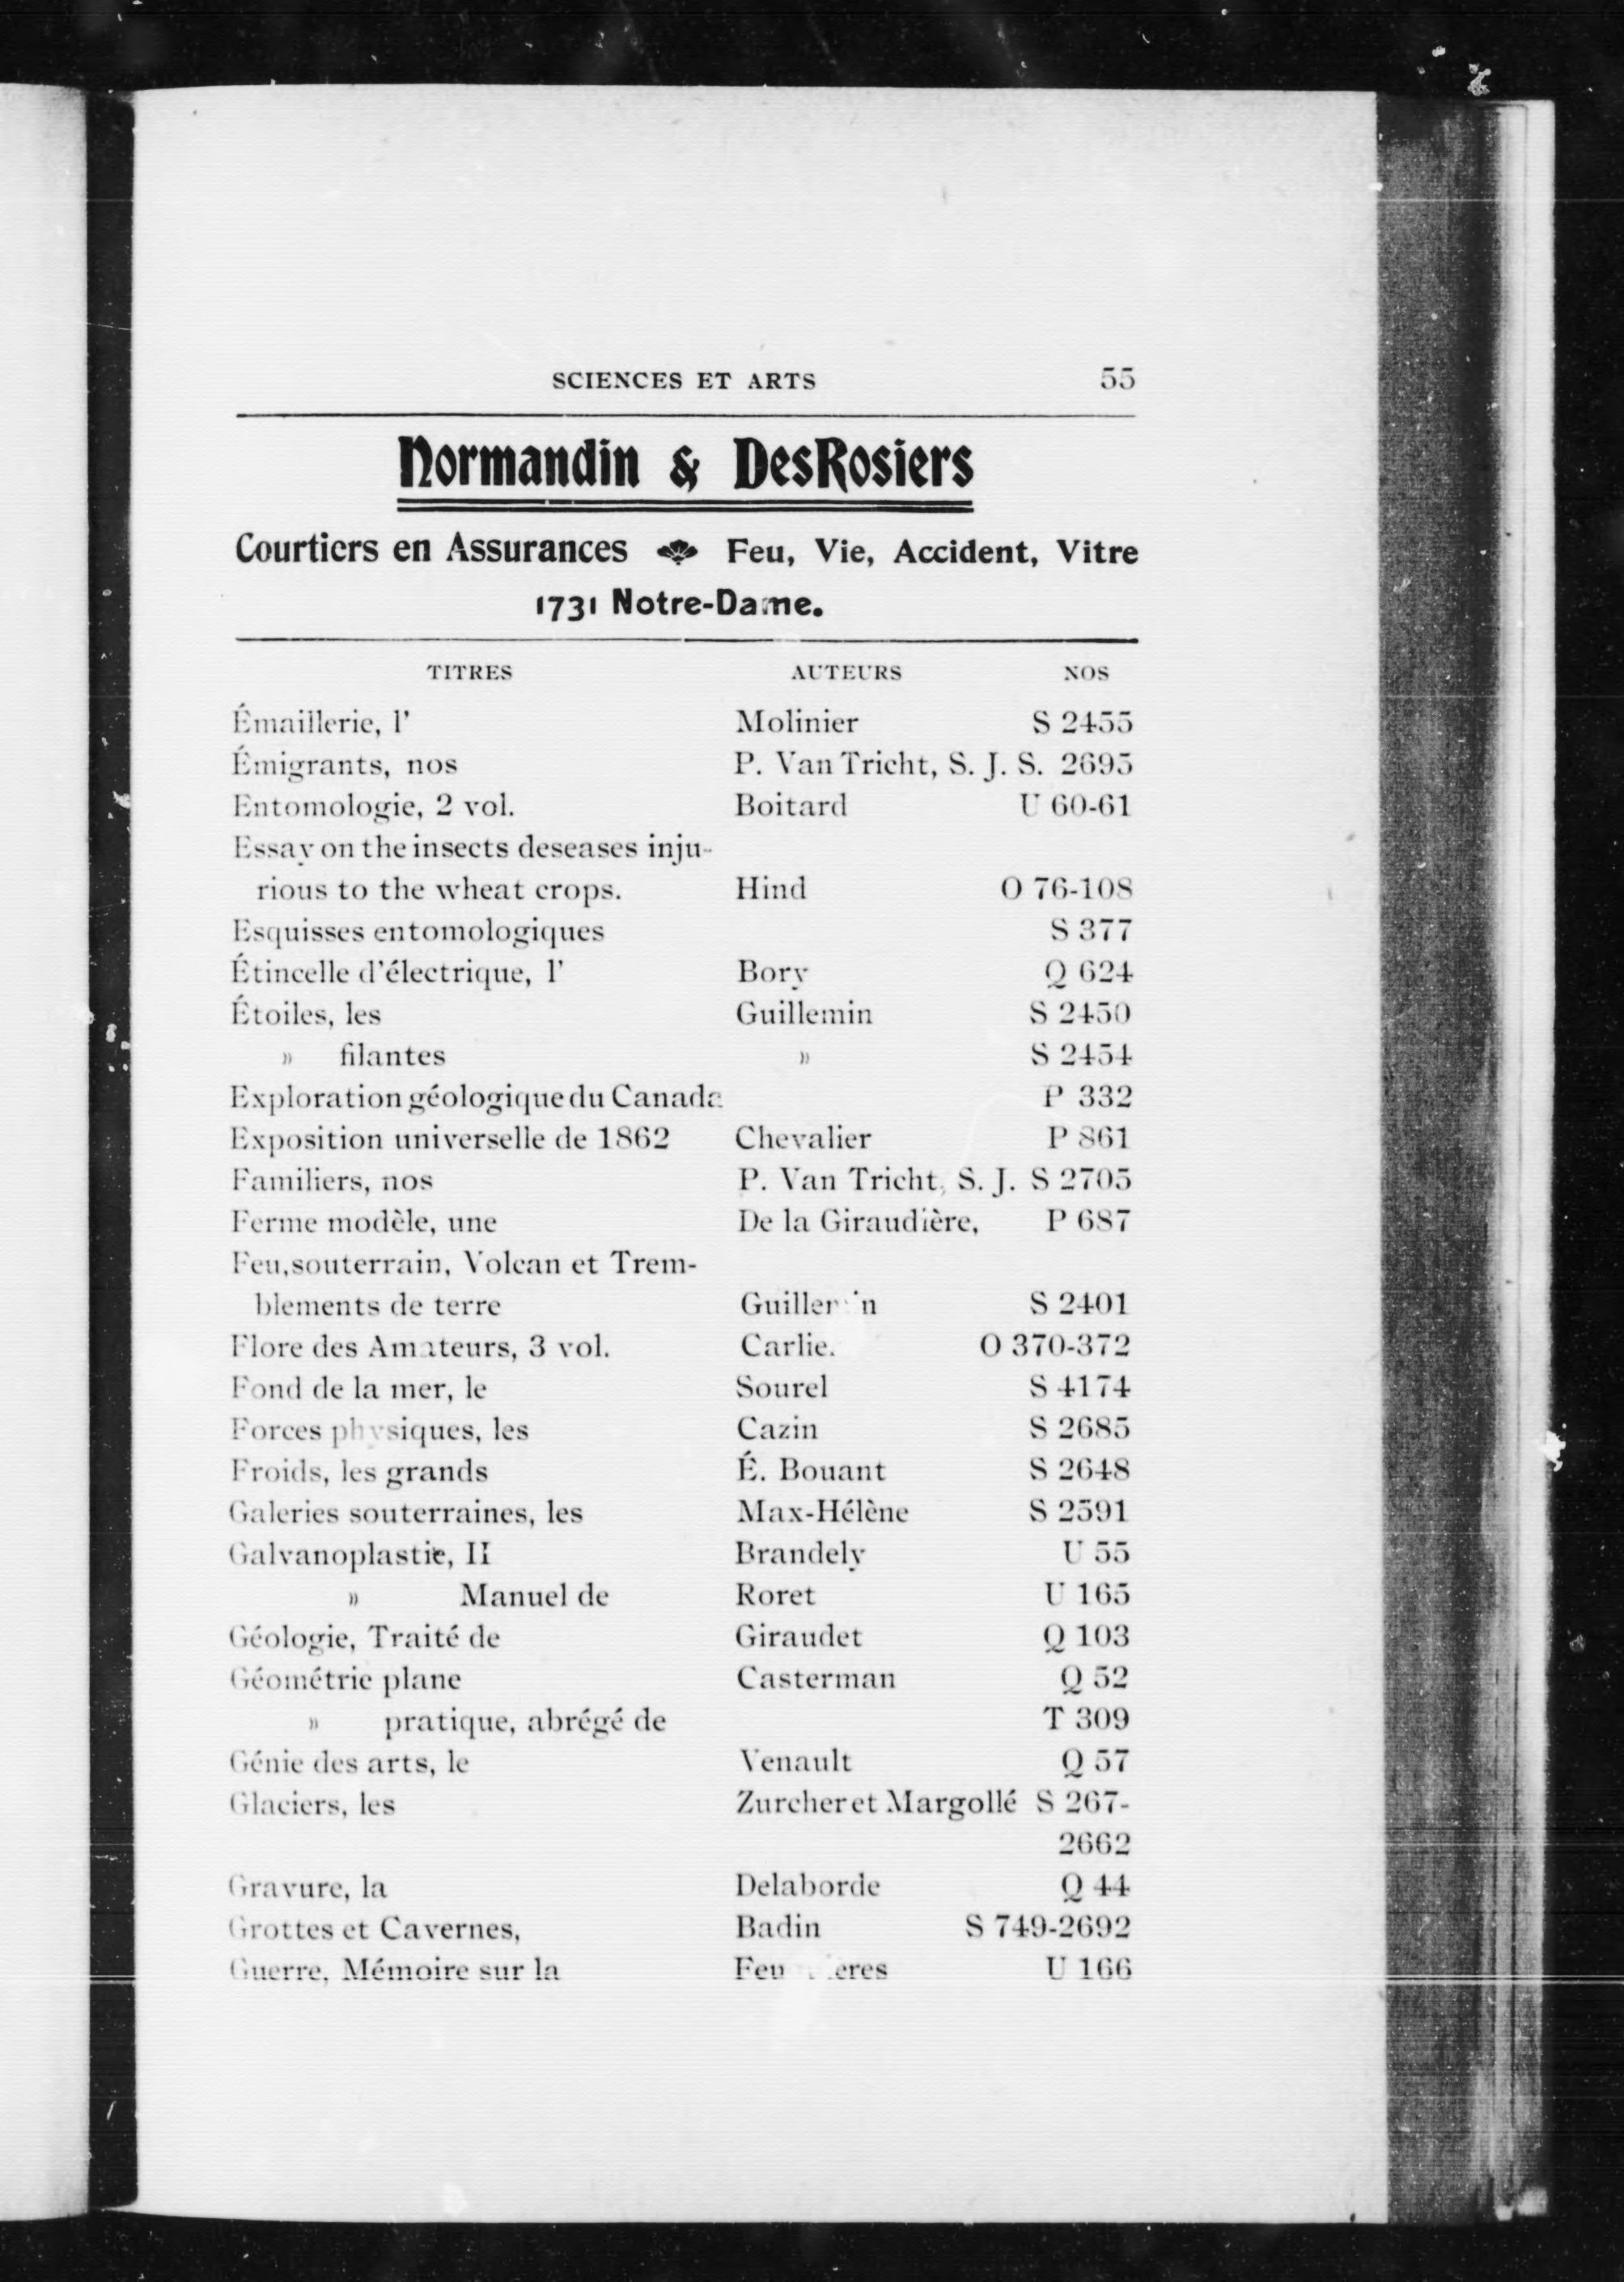 SCIENCES ET ARTS 55
Normandin & DesRosiers
Courtiers en Assurances Feu, Vie, Accident, Vitre
1731 Notre-Dame.
TITRES AUTEURS NOS
Émaillerie, l' Molinier S 2455
Émigrants, nos P. Van Tricht, S. J. S. 2695
Entomologie, 2 vol. Boitard U 60-61
Essay on the insects deseases inju-
rious to the wheat crops. Hind O 76-108
Esquisses entomologiques S 377
Étincelle d'électrique, l' Bory Q 624
Étoiles, les Guillemin S 2450
» filantes » S 2454
Exploration géologique du Canada P 332
Exposition universelle de 1862 Chevalier P 861
Familiers, nos P. Van Tricht, S. J. S 2705
Ferme modèle, une De la Giraudière, P 687
Feu, souterrain, Volcan et Trem-
blements de terre Guillemin S 2401
Flore des Amateurs, 3 vol. O 370-372
Fond de la mer, le Sourel S 4174
Forces physiques, les Cazin S 2685
Froids, les grands É. Bouant S 2648
Galeries souterraines, les Max-Hélène S 2591
Galvanoplastie, II Brandely U 55
» Manuel de Roret U 165
Géologie, Traité de Giraudet Q 103
Géométrie plane Casterman Q 52
» pratique, abrégé de T 309
Génie des arts, le Venault Q 57
Glaciers, les Zurcher et Margollé S 267-
2662
Gravure, la Delaborde Q 44
Grottes et Cavernes, Badin S 749-2692
Guerre, Mémoire sur la U 166